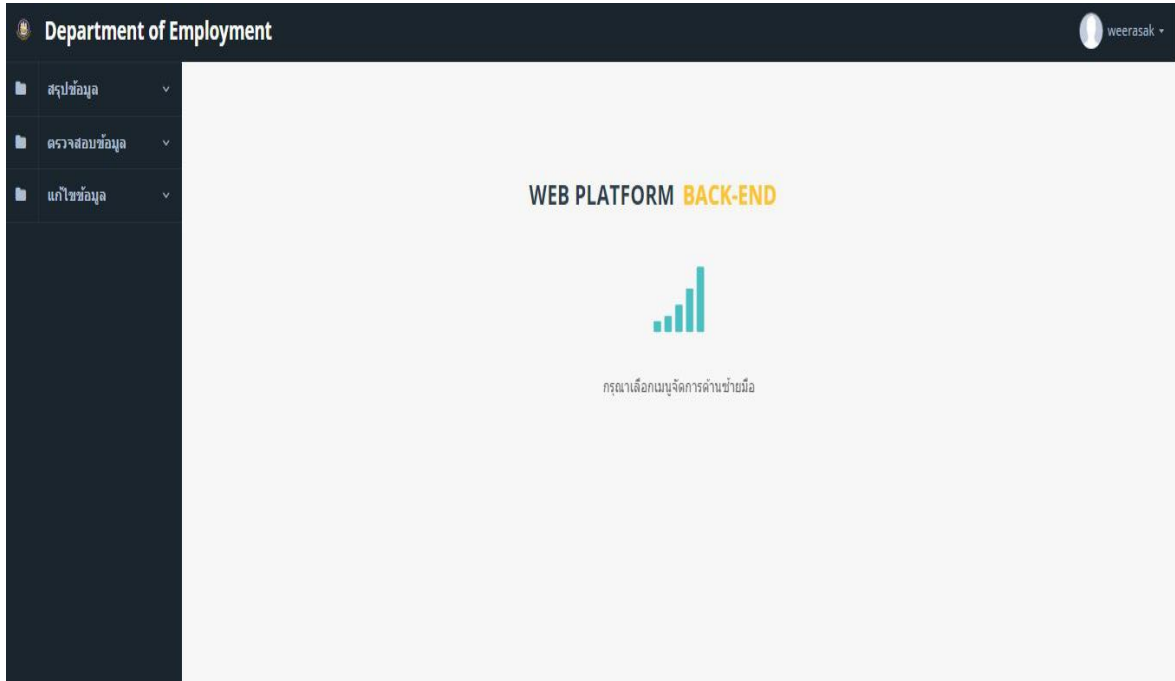 Department of Employment
weerasak
สรุปข้อมูล
ตรวจสอบข้อมูล
แก้ไขข้อมูล
WEB PLATFORM BACK-END
กรุณาเลือกเมนูจัดการด้านซ้ายมือ